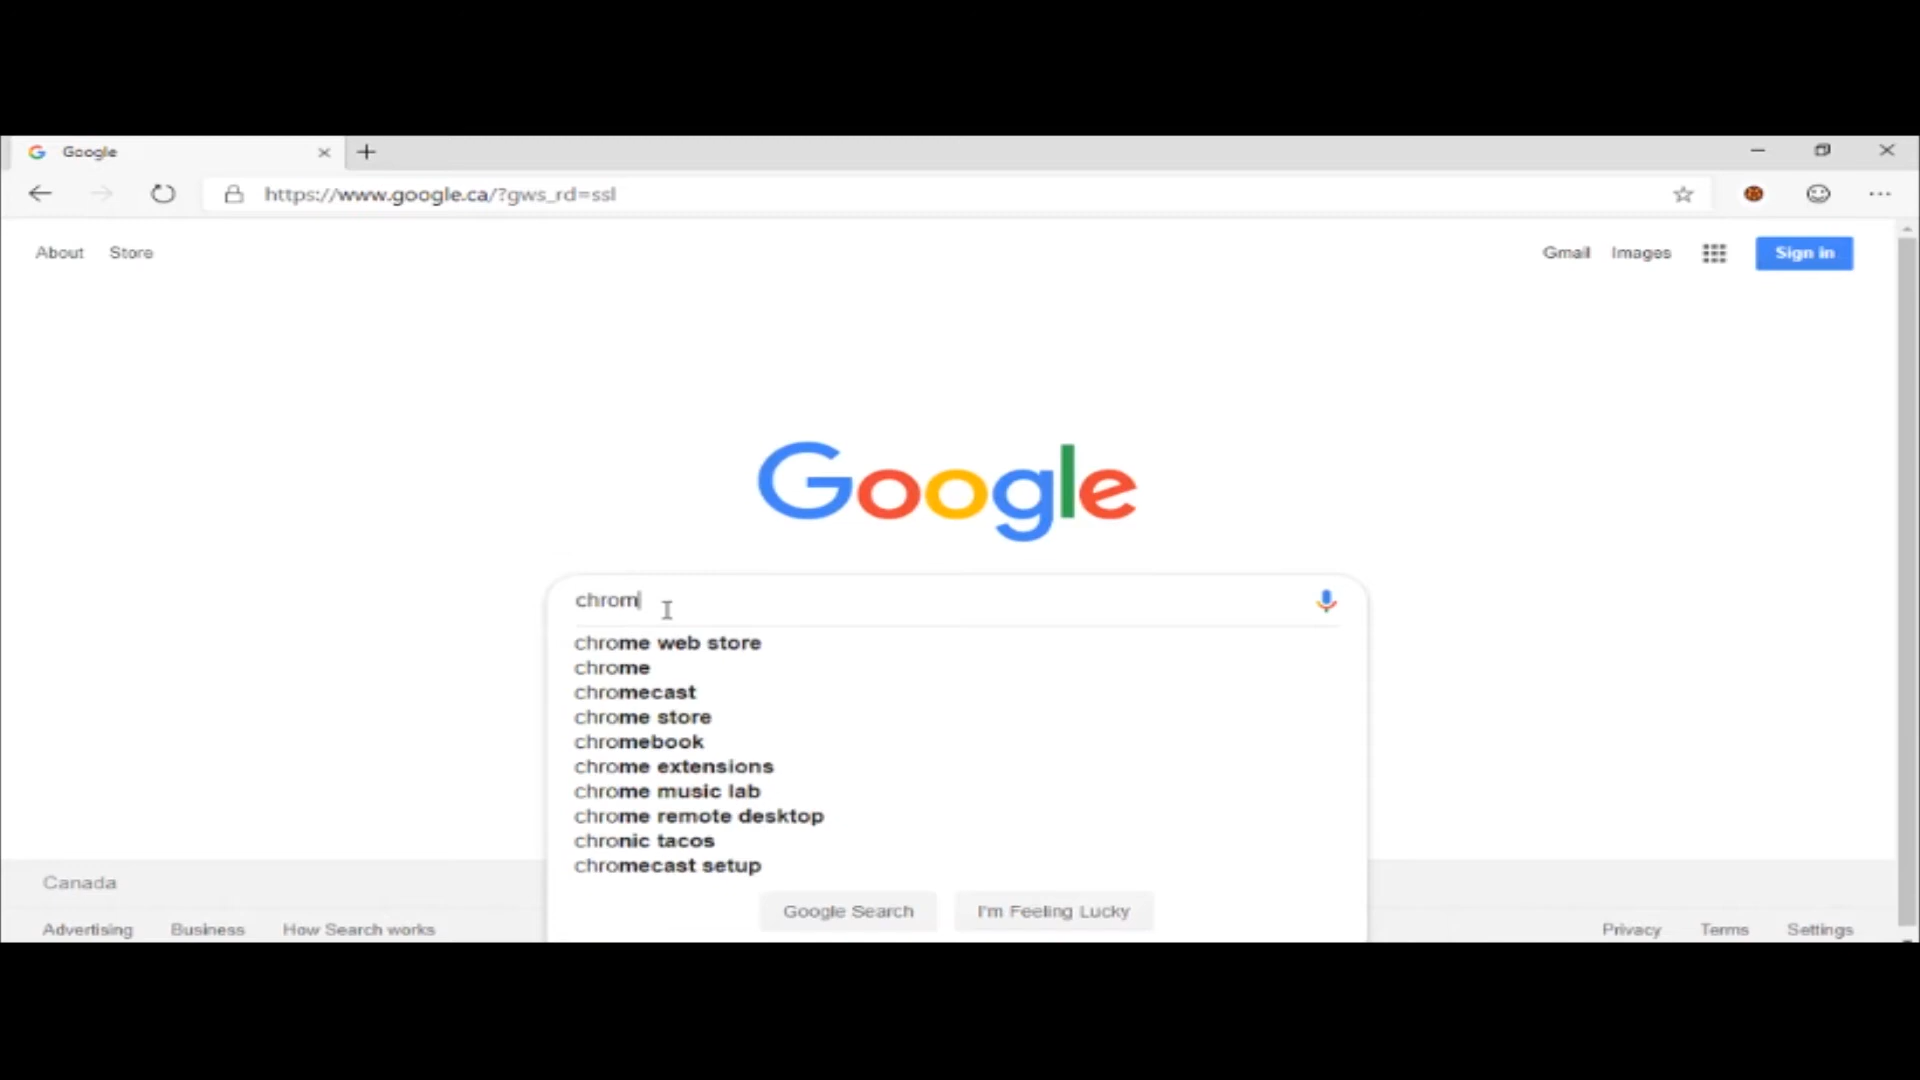 Google
https://www.google.ca/?gws_rd=ssl
About Store
Gmail Images Sign in
Google
chrom
chrome web store
chrome
chromecast
chrome store
chromebook
chrome extensions
chrome music lab
chrome remote desktop
chronic tacos
chromecast setup
Google Search I'm Feeling Lucky
Canada
Advertising Business How Search works
Privacy Terms Settings